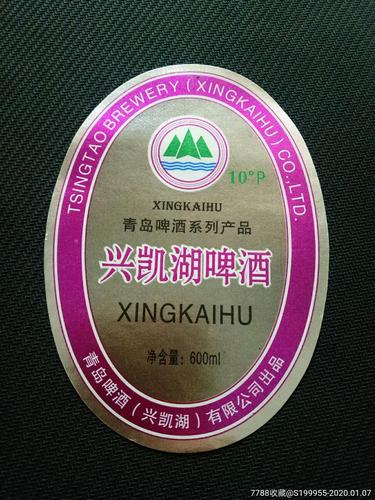 TSINGTAO BREWERY (XINGKAIHU) CO.,LTD.
10°P
XINGKAIHU
青岛啤酒系列产品
兴凯湖啤酒
XINGKAIHU
净含量：600ml
青岛啤酒（兴凯湖）有限公司出品
7788收藏@S199955-2020.01.07